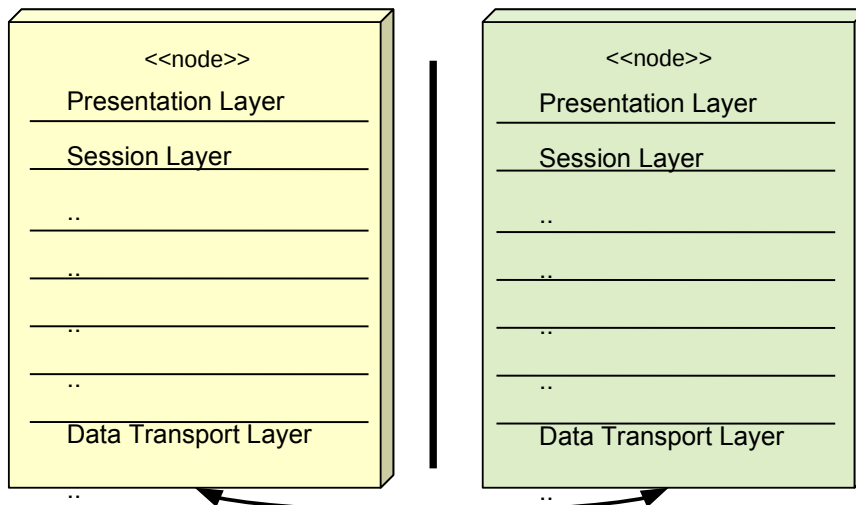 <<node>>
Presentation Layer
Session Layer
..
..
..
..
Data Transport Layer
..
<<node>>
Presentation Layer
Session Layer
..
..
..
..
Data Transport Layer
..